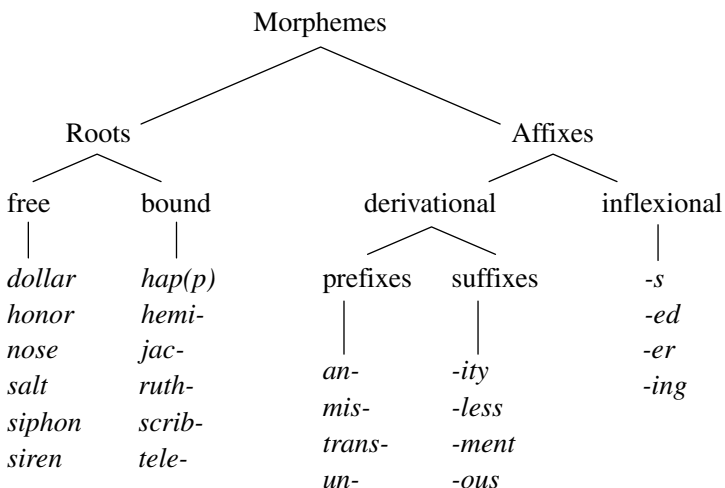 Morphemes
Roots Affixes
free bound derivational inflexional
dollar hap(p) prefixes suffixes -s
honor hemi- -ed
nose jac- -er
an- -ity
salt ruth- -ing
mis- -less
siphon scrib-
trans- -ment
siren tele-
un- -ous